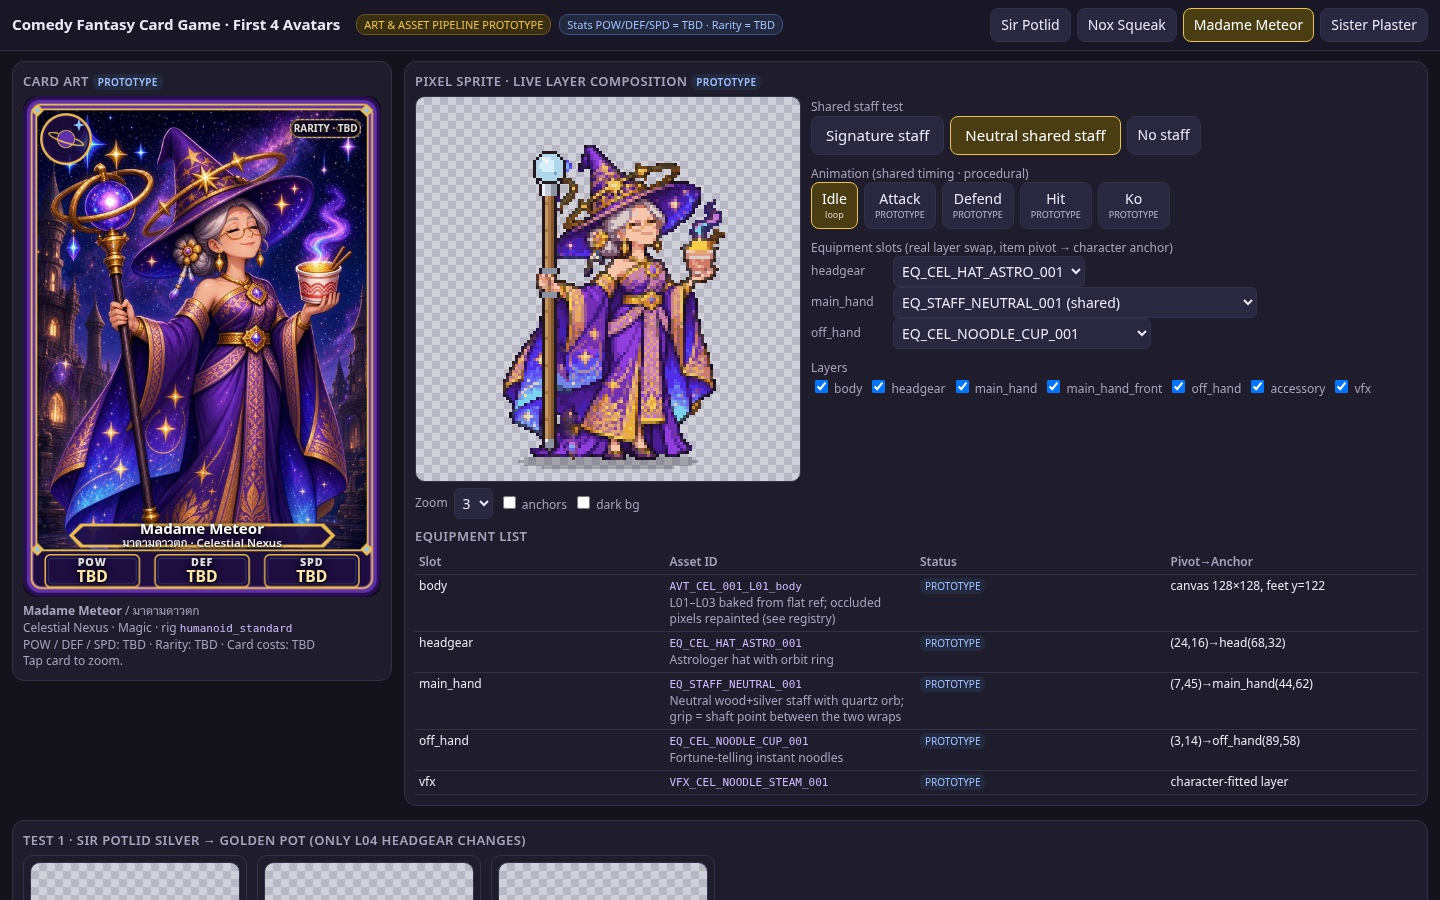 Comedy Fantasy Card Game · First 4 Avatars
ART & ASSET PIPELINE PROTOTYPE
Stats POW/DEF/SPD = TBD · Rarity = TBD
Sir Potlid
Nox Squeak
Madame Meteor
Sister Plaster
CARD ART PROTOTYPE
RARITY · TBD
Madame Meteor
มาดามดาวตก · Celestial Nexus
POW
TBD
DEF
TBD
SPD
TBD
Madame Meteor / มาดามดาวตก
Celestial Nexus · Magic · rig humanoid_standard
POW / DEF / SPD: TBD · Rarity: TBD · Card costs: TBD
Tap card to zoom.
PIXEL SPRITE · LIVE LAYER COMPOSITION PROTOTYPE
Shared staff test
Signature staff
Neutral shared staff
No staff
Animation (shared timing · procedural)
Idle
loop
Attack
PROTOTYPE
Defend
PROTOTYPE
Hit
PROTOTYPE
Ko
PROTOTYPE
Equipment slots (real layer swap, item pivot → character anchor)
headgear EQ_CEL_HAT_ASTRO_001
main_hand EQ_STAFF_NEUTRAL_001 (shared)
off_hand EQ_CEL_NOODLE_CUP_001
Layers
body headgear main_hand main_hand_front off_hand accessory vfx
Zoom 3 anchors dark bg
EQUIPMENT LIST
Slot Asset ID Status Pivot→Anchor
body AVT_CEL_001_L01_body PROTOTYPE canvas 128×128, feet y=122
L01–L03 baked from flat ref; occluded
pixels repainted (see registry)
headgear EQ_CEL_HAT_ASTRO_001 PROTOTYPE (24,16)→head(68,32)
Astrologer hat with orbit ring
main_hand EQ_STAFF_NEUTRAL_001 PROTOTYPE (7,45)→main_hand(44,62)
Neutral wood+silver staff with quartz orb;
grip = shaft point between the two wraps
off_hand EQ_CEL_NOODLE_CUP_001 PROTOTYPE (3,14)→off_hand(89,58)
Fortune-telling instant noodles
vfx VFX_CEL_NOODLE_STEAM_001 PROTOTYPE character-fitted layer
TEST 1 · SIR POTLID SILVER → GOLDEN POT (ONLY L04 HEADGEAR CHANGES)